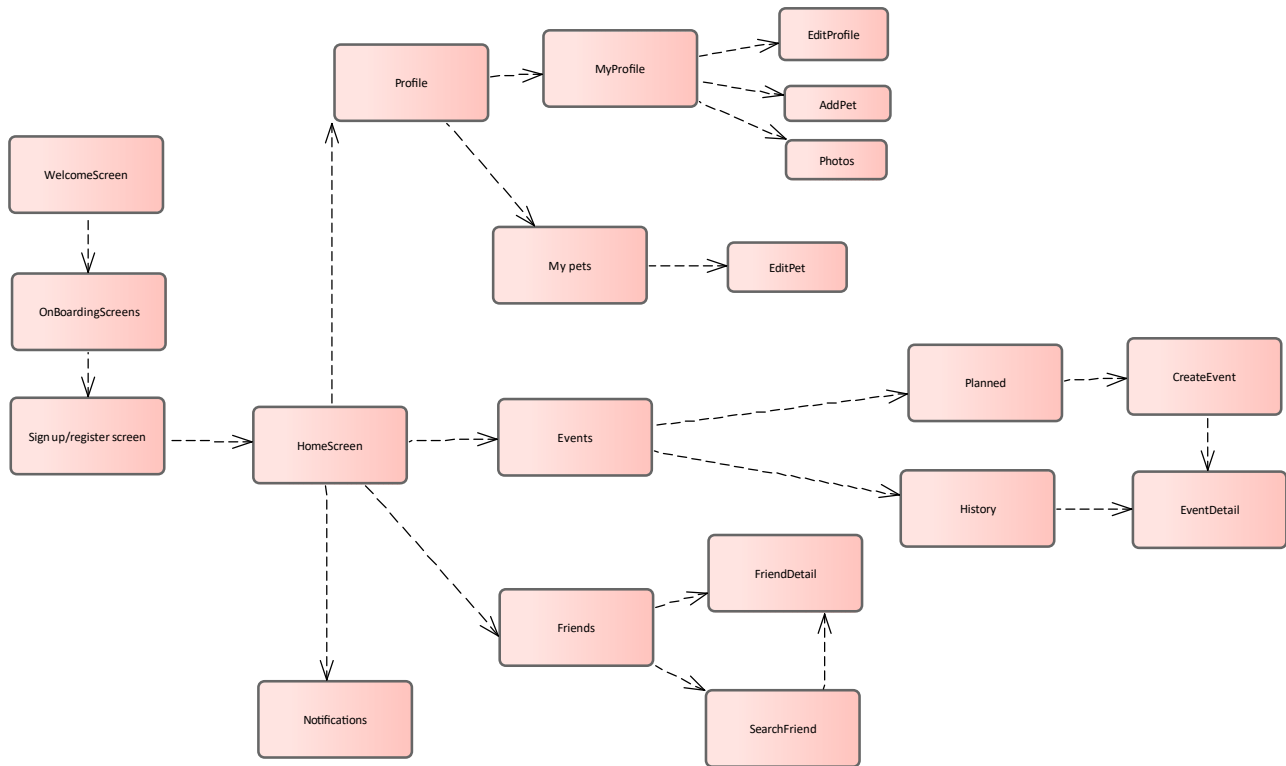 EditProfile
MyProfile
Profile
AddPet
Photos
WelcomeScreen
My pets
EditPet
OnBoardingScreens
Planned
CreateEvent
Sign up/register screen
HomeScreen
Events
History
EventDetail
FriendDetail
Friends
Notifications
SearchFriend